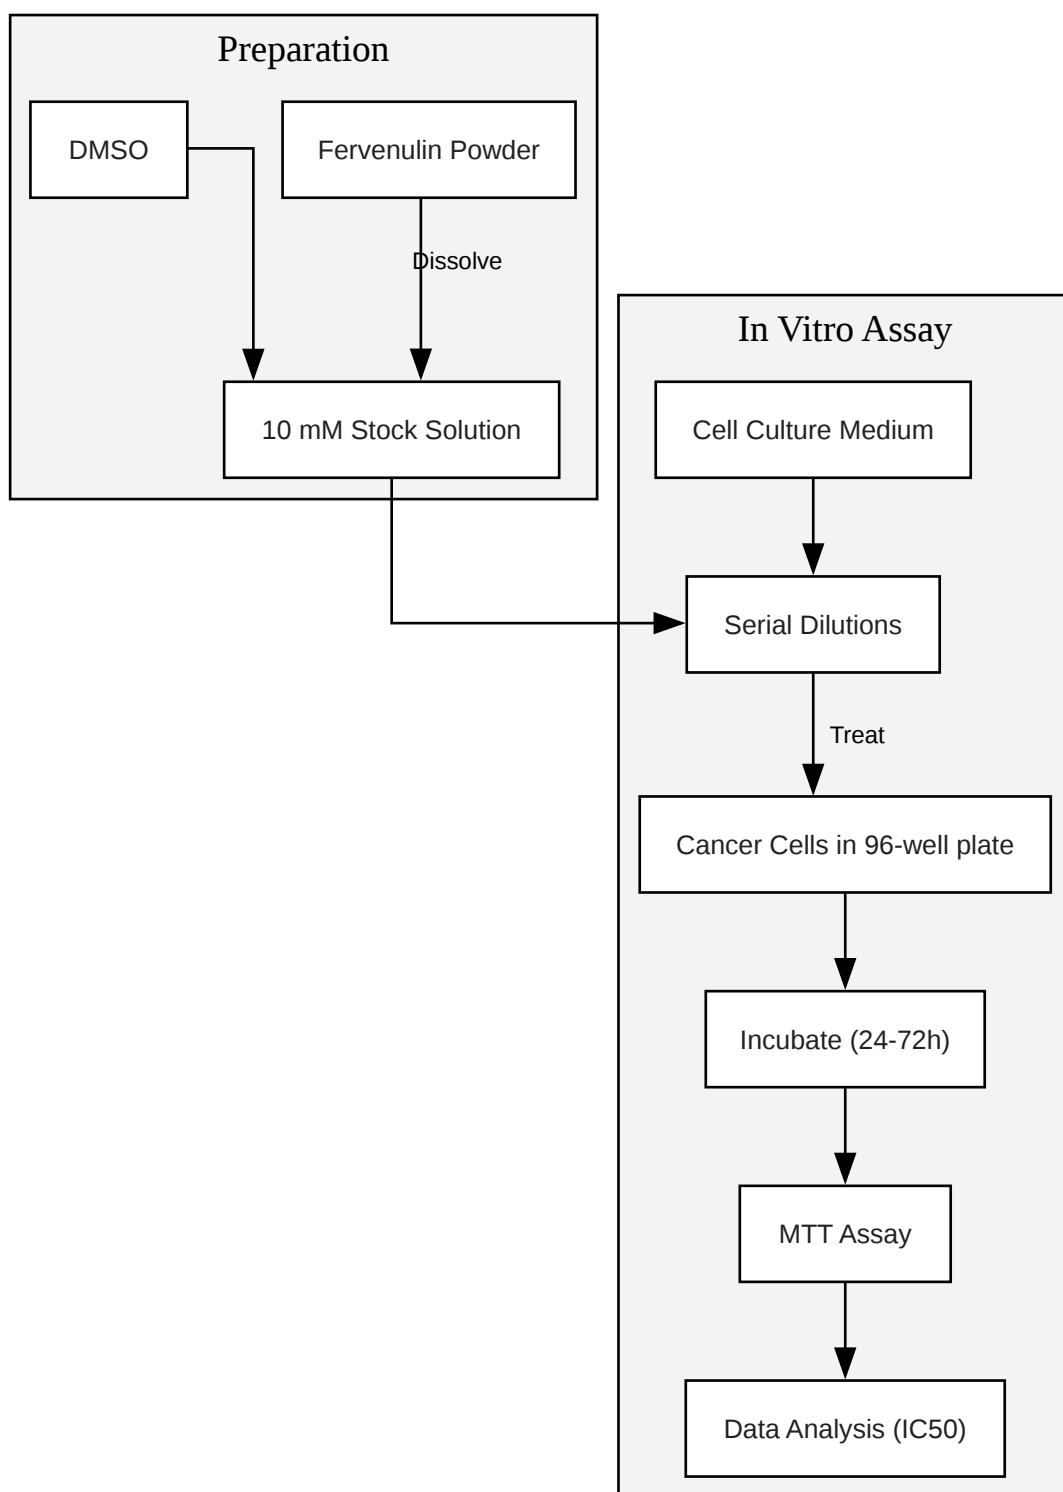 Preparation
DMSO
Fervenulin Powder
Dissolve
10 mM Stock Solution
In Vitro Assay
Cell Culture Medium
Serial Dilutions
Treat
Cancer Cells in 96-well plate
Incubate (24-72h)
MTT Assay
Data Analysis (IC50)